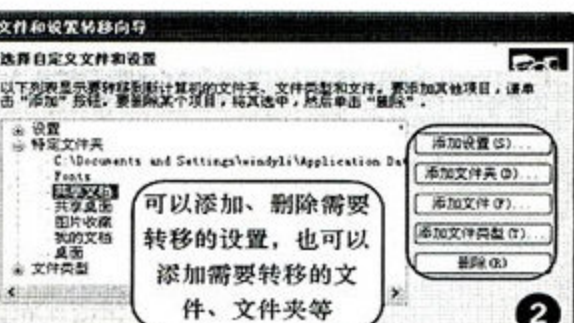 文件和设置转移向导
选择自定义文件和设置
以下列表显示要转移到新计算机的文件夹、文件类型和文件。要添加其他项目，请单
击“添加”按钮。要删除某个项目，将其选中，然后单击“删除”。
设置
特定文件夹
C:\Documents and Settings\windyli\Application Dat
Fonts
共享文档
共享桌面
图片收藏
我的文档
桌面
文件类型
添加设置(S)...
添加文件夹(D)...
添加文件(F)...
添加文件类型(T)...
删除(R)
可以添加、删除需要
转移的设置，也可以
添加需要转移的文
件、文件夹等
2